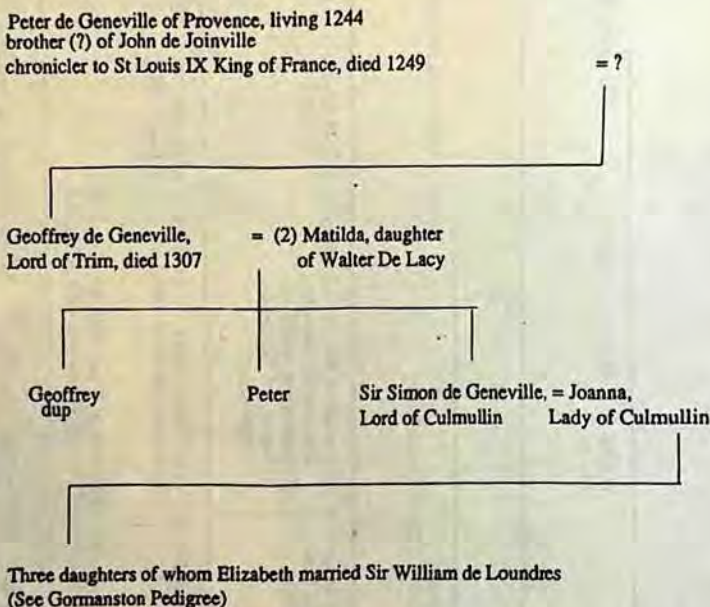 Peter de Geneville of Provence, living 1244
brother (?) of John de Joinville
chronicler to St Louis IX King of France, died 1249 = ?
Geoffrey de Geneville, = (2) Matilda, daughter
Lord of Trim, died 1307 of Walter De Lacy
Geoffrey Peter Sir Simon de Geneville, = Joanna,
dup Lord of Culmullin Lady of Culmullin
Three daughters of whom Elizabeth married Sir William de Loundres
(See Gormanston Pedigree)